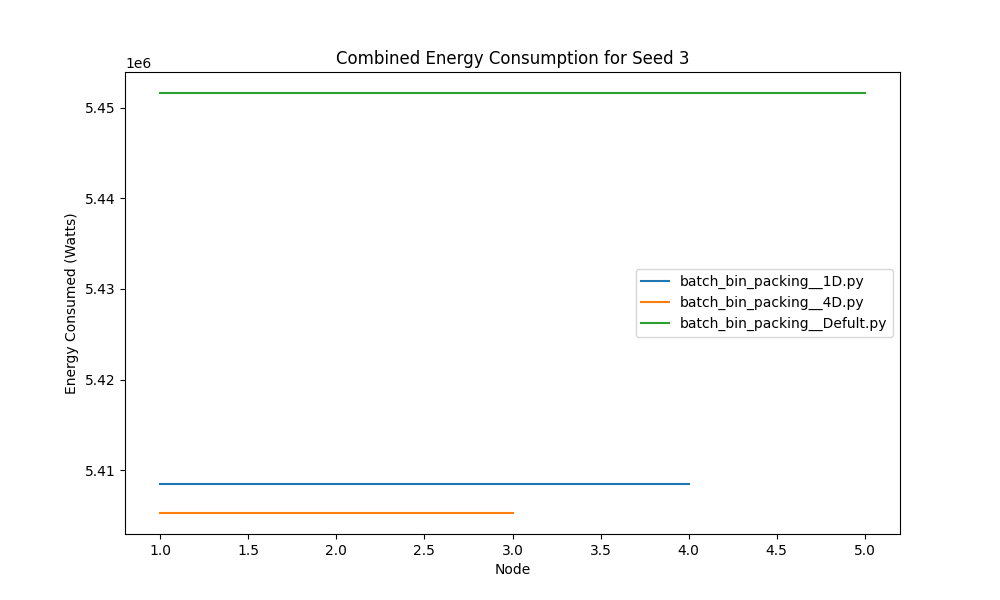 Combined Energy Consumption for Seed 3
1e6
5.45
5.44
5.43
5.42
5.41
Energy Consumed (Watts)
batch_bin_packing__1D.py
batch_bin_packing__4D.py
batch_bin_packing__Defult.py
1.0 1.5 2.0 2.5 3.0 3.5 4.0 4.5 5.0
Node